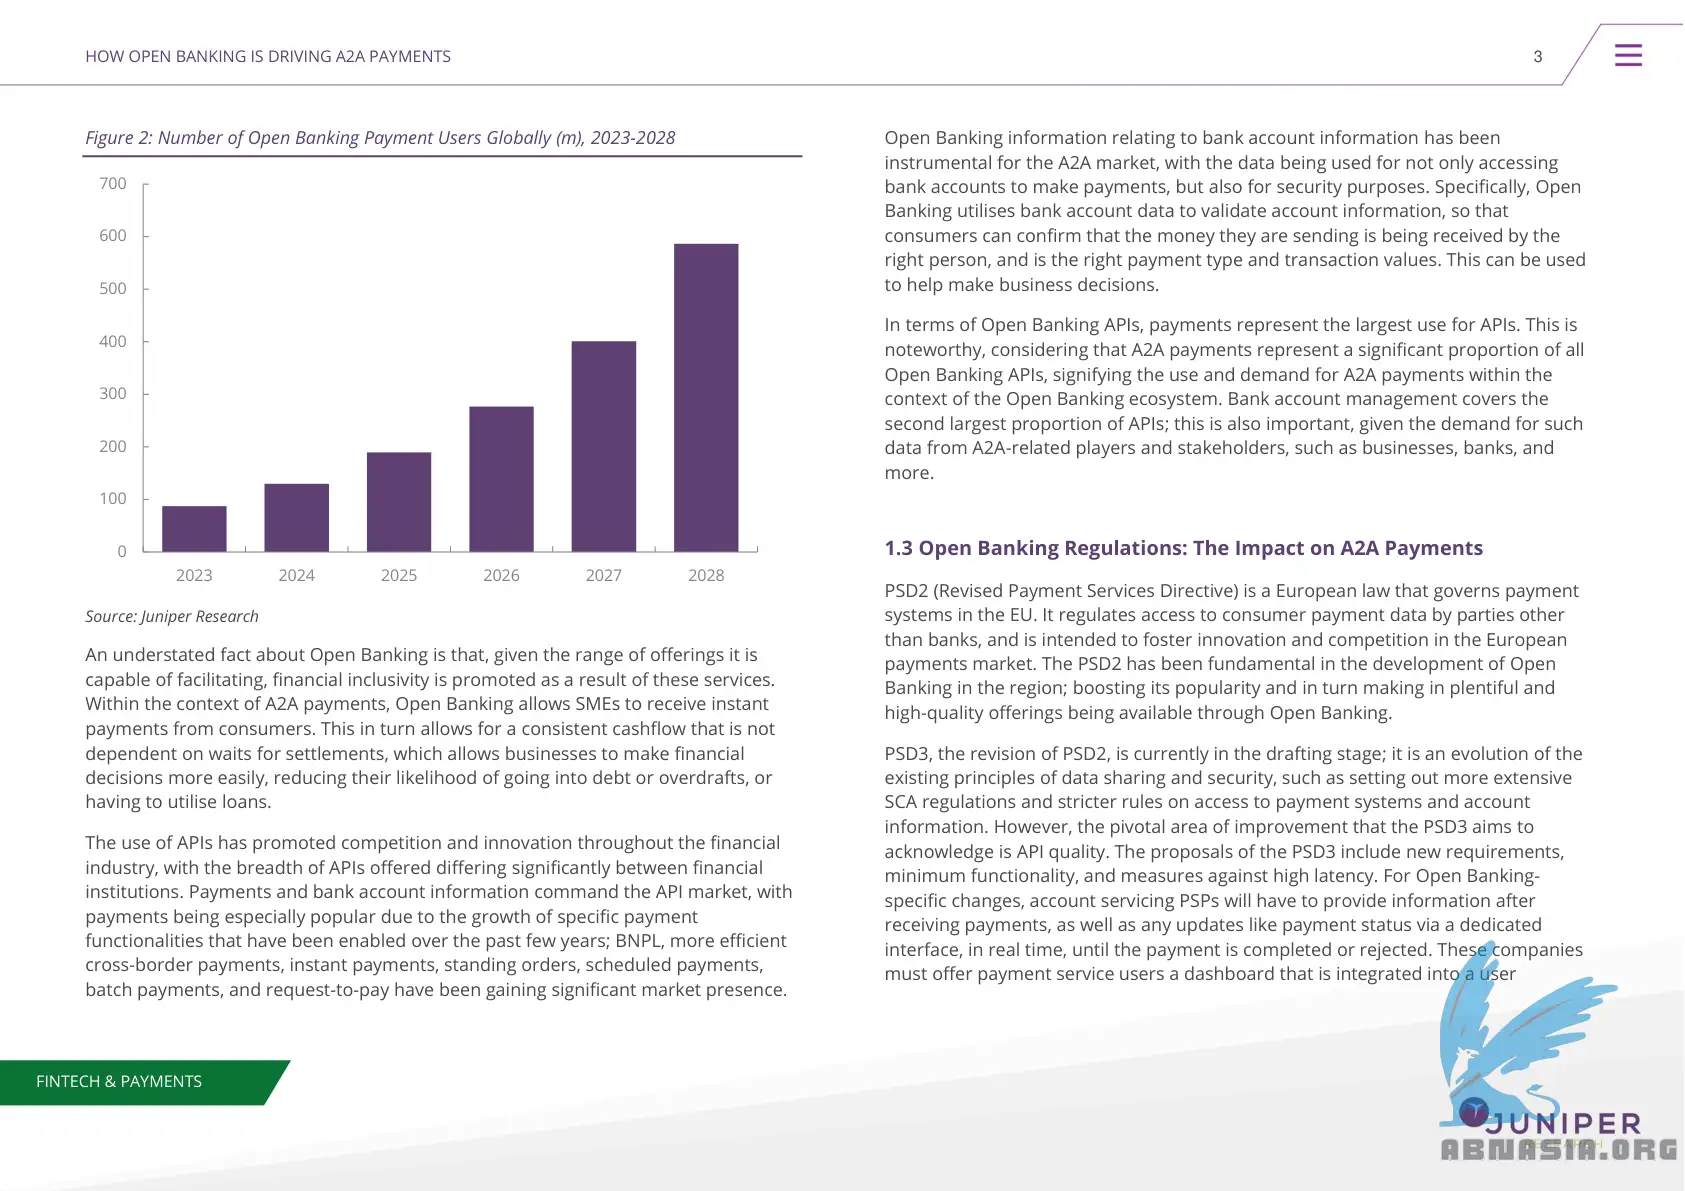 HOW OPEN BANKING IS DRIVING A2A PAYMENTS
3
Figure 2: Number of Open Banking Payment Users Globally (m), 2023-2028
700
600
500
400
300
200
100
0
2023 2024 2025 2026 2027 2028
Source: Juniper Research
An understated fact about Open Banking is that, given the range of offerings it is
capable of facilitating, financial inclusivity is promoted as a result of these services.
Within the context of A2A payments, Open Banking allows SMEs to receive instant
payments from consumers. This in turn allows for a consistent cashflow that is not
dependent on waits for settlements, which allows businesses to make financial
decisions more easily, reducing their likelihood of going into debt or overdrafts, or
having to utilise loans.
The use of APIs has promoted competition and innovation throughout the financial
industry, with the breadth of APIs offered differing significantly between financial
institutions. Payments and bank account information command the API market, with
payments being especially popular due to the growth of specific payment
functionalities that have been enabled over the past few years; BNPL, more efficient
cross-border payments, instant payments, standing orders, scheduled payments,
batch payments, and request-to-pay have been gaining significant market presence.
Open Banking information relating to bank account information has been
instrumental for the A2A market, with the data being used for not only accessing
bank accounts to make payments, but also for security purposes. Specifically, Open
Banking utilises bank account data to validate account information, so that
consumers can confirm that the money they are sending is being received by the
right person, and is the right payment type and transaction values. This can be used
to help make business decisions.
In terms of Open Banking APIs, payments represent the largest use for APIs. This is
noteworthy, considering that A2A payments represent a significant proportion of all
Open Banking APIs, signifying the use and demand for A2A payments within the
context of the Open Banking ecosystem. Bank account management covers the
second largest proportion of APIs; this is also important, given the demand for such
data from A2A-related players and stakeholders, such as businesses, banks, and
more.
1.3 Open Banking Regulations: The Impact on A2A Payments
PSD2 (Revised Payment Services Directive) is a European law that governs payment
systems in the EU. It regulates access to consumer payment data by parties other
than banks, and is intended to foster innovation and competition in the European
payments market. The PSD2 has been fundamental in the development of Open
Banking in the region; boosting its popularity and in turn making in plentiful and
high-quality offerings being available through Open Banking.
PSD3, the revision of PSD2, is currently in the drafting stage; it is an evolution of the
existing principles of data sharing and security, such as setting out more extensive
SCA regulations and stricter rules on access to payment systems and account
information. However, the pivotal area of improvement that the PSD3 aims to
acknowledge is API quality. The proposals of the PSD3 include new requirements,
minimum functionality, and measures against high latency. For Open Banking-
specific changes, account servicing PSPs will have to provide information after
receiving payments, as well as any updates like payment status via a dedicated
interface, in real time, until the payment is completed or rejected. These companies
must offer payment service users a dashboard that is integrated into a user
FINTECH & PAYMENTS
JUNIPER
ABNASIA.ORG